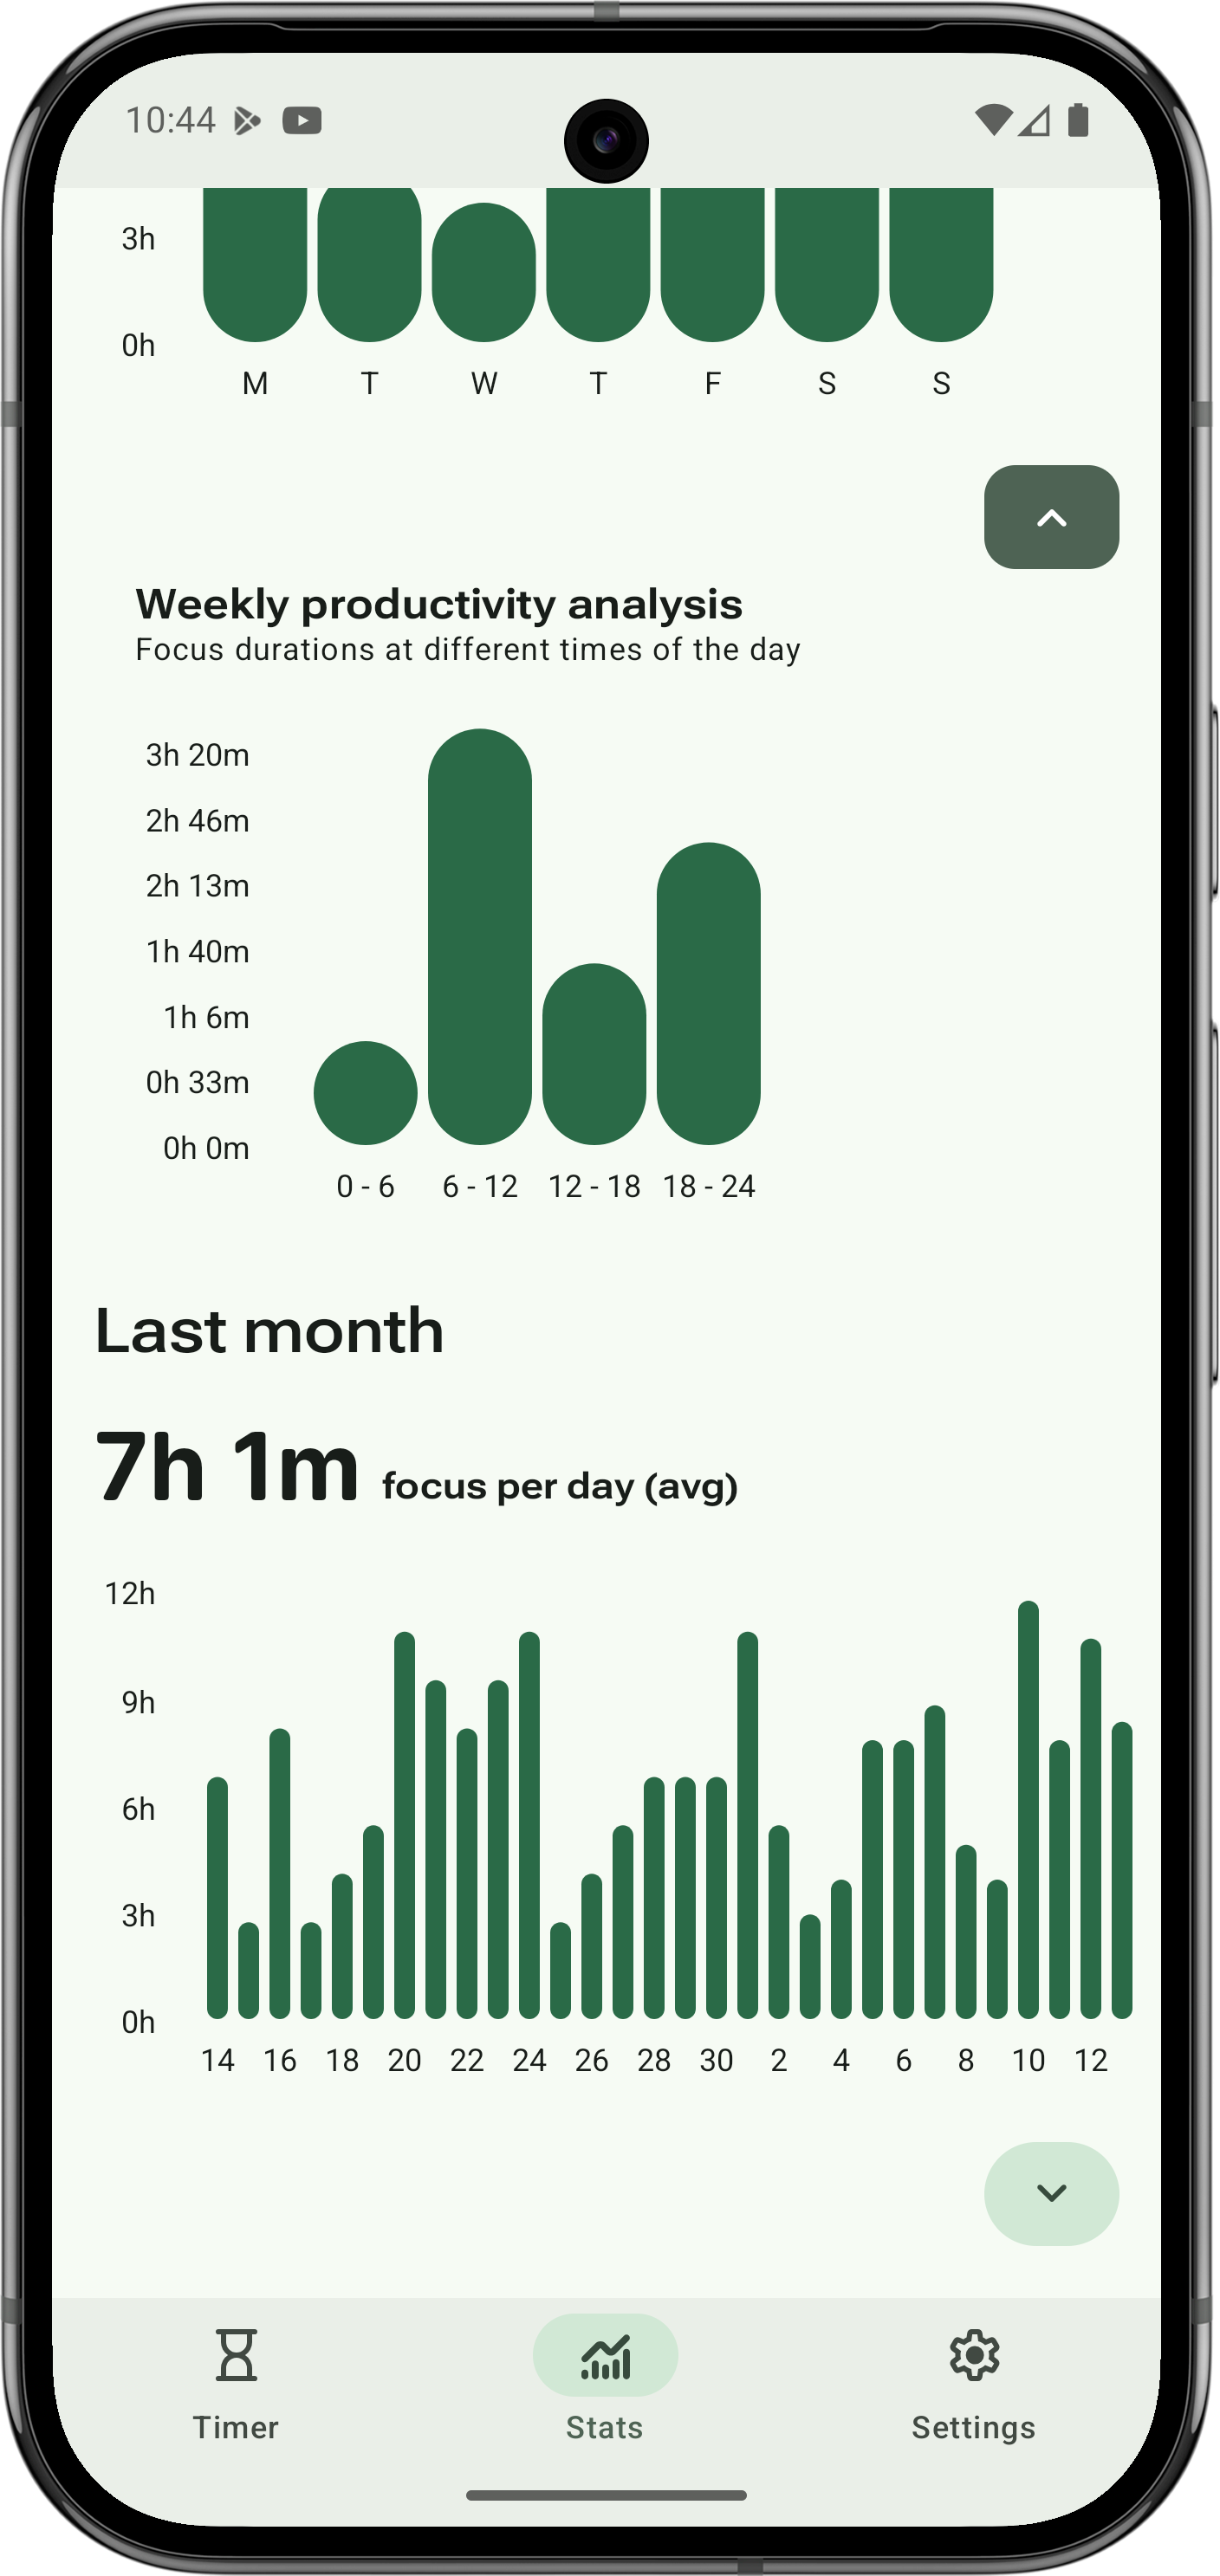 10:44
3h
0h
M T W T F S S
Weekly productivity analysis
Focus durations at different times of the day
3h 20m
2h 46m
2h 13m
1h 40m
1h 6m
0h 33m
0h 0m
0 - 6 6 - 12 12 - 18 18 - 24
Last month
7h 1m focus per day (avg)
12h
9h
6h
3h
0h
14 16 18 20 22 24 26 28 30 2 4 6 8 10 12
Timer Stats Settings